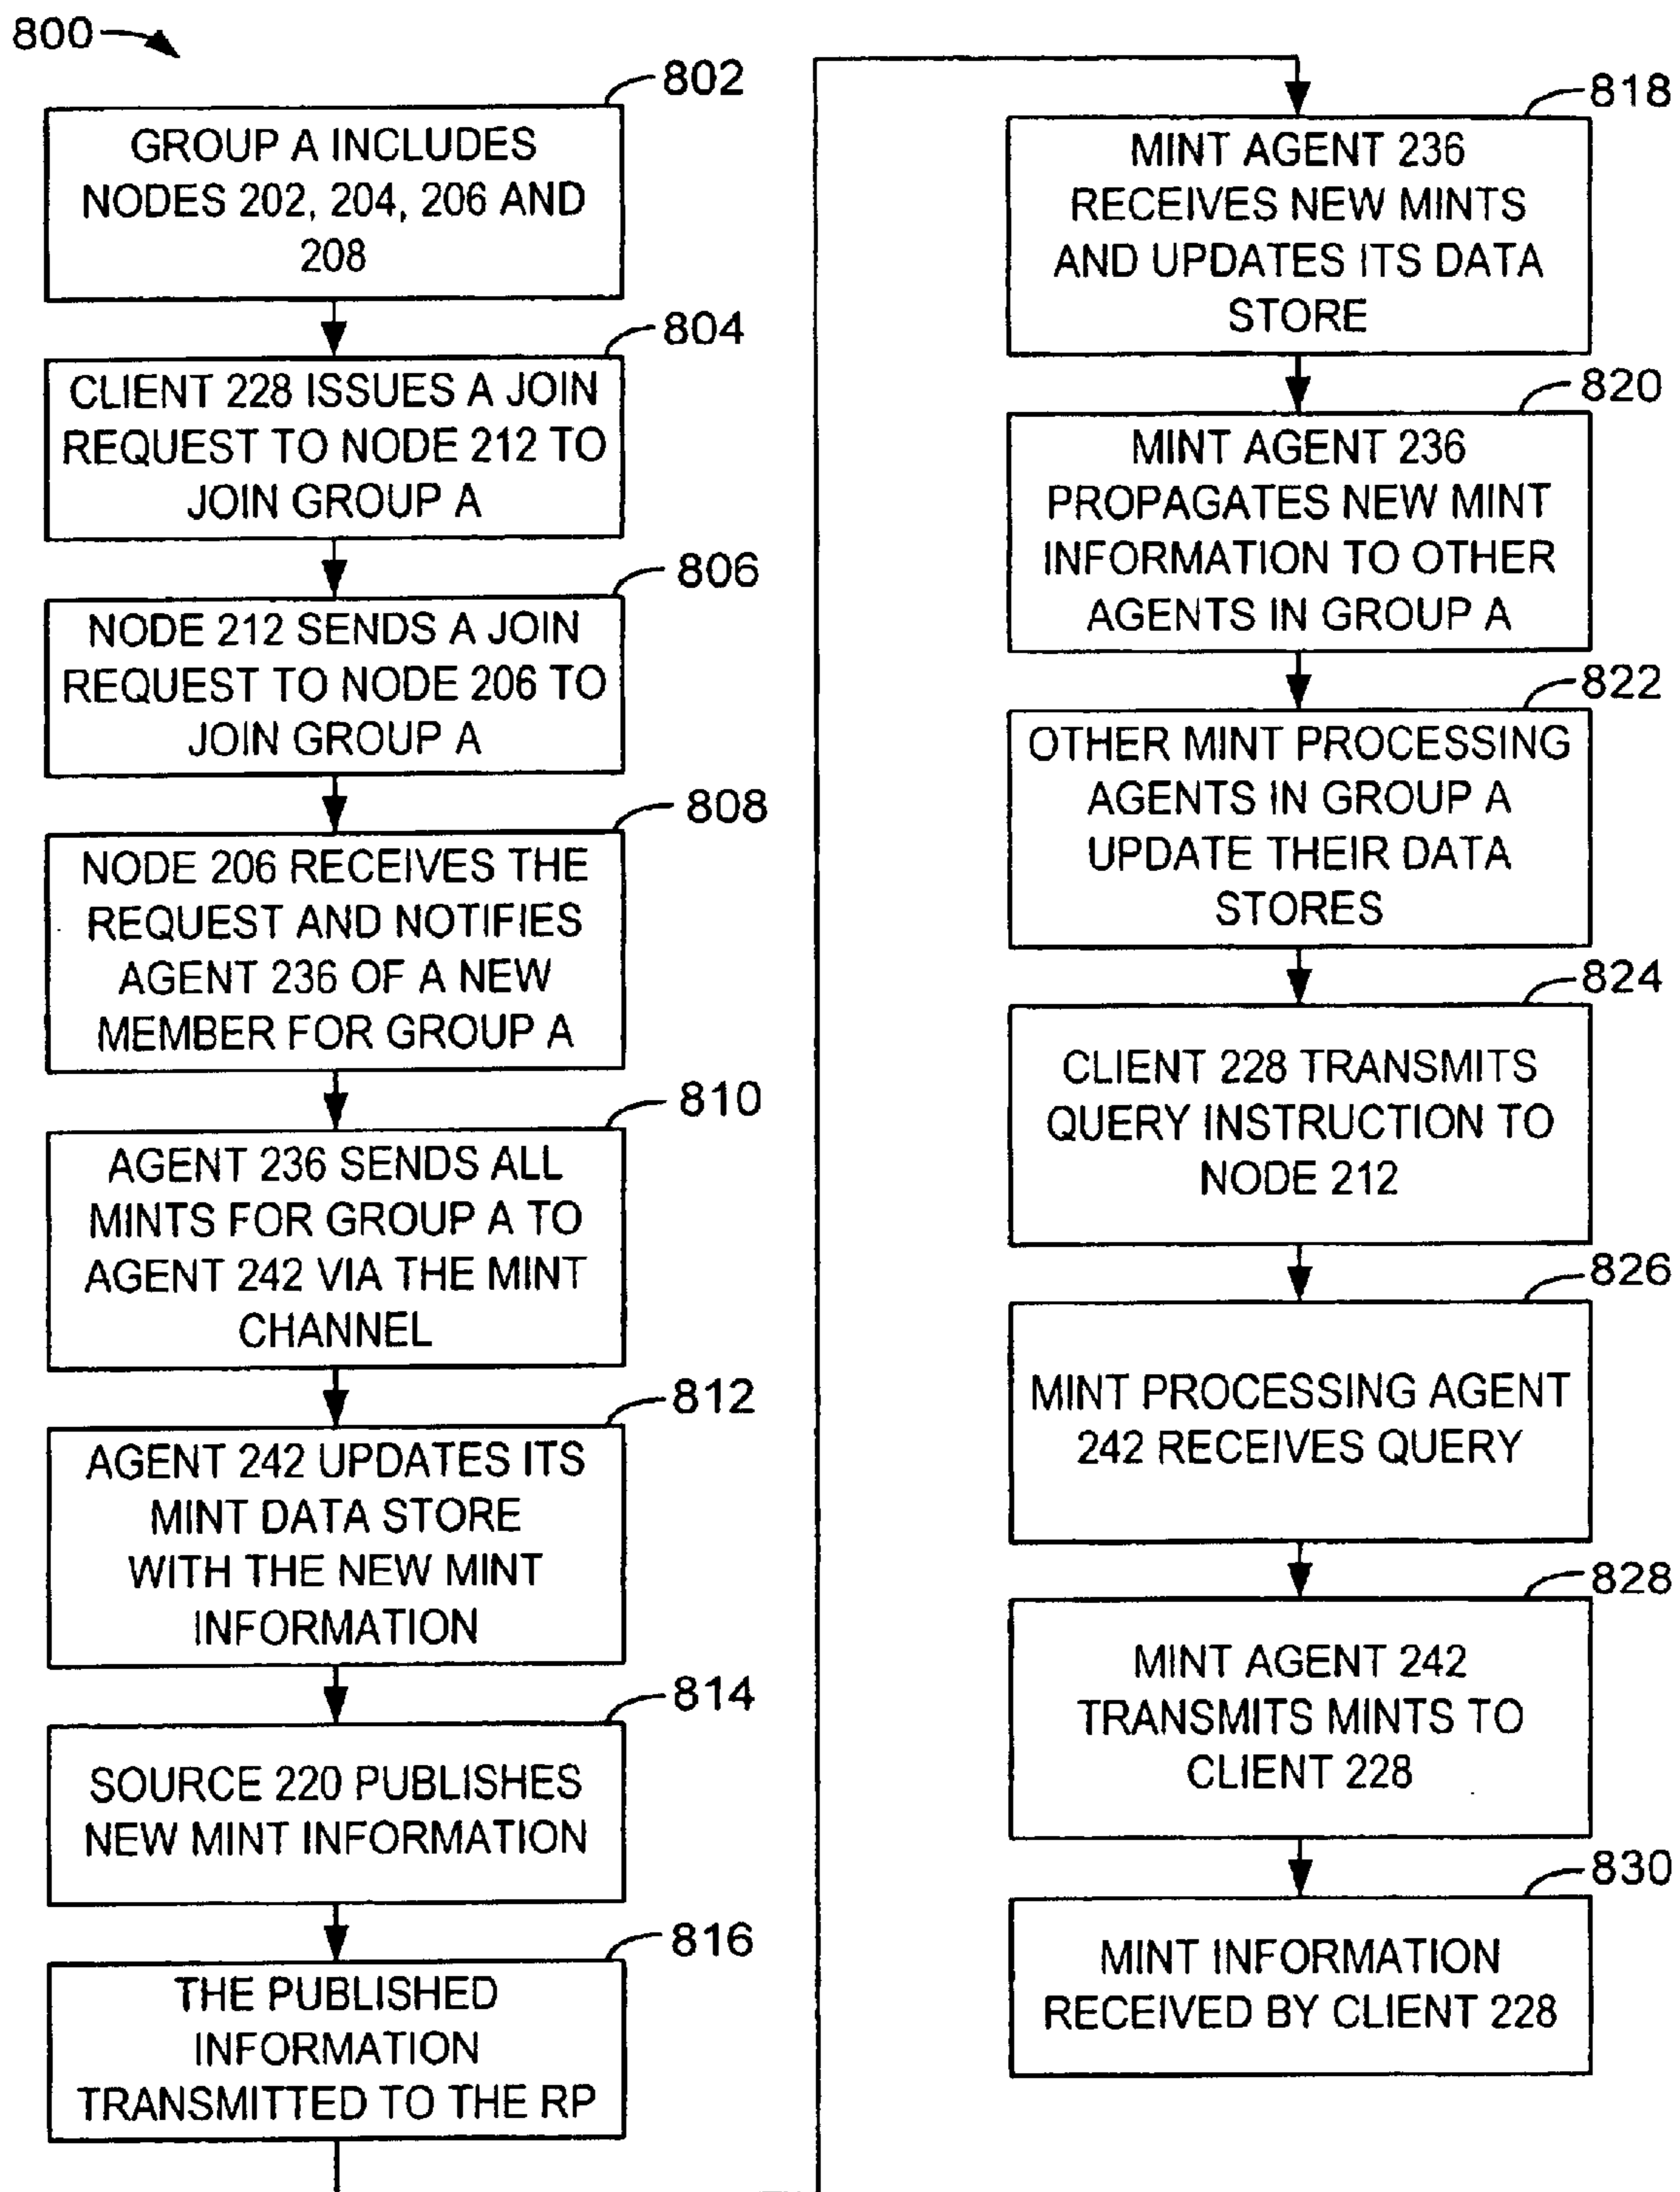 800
802
GROUP A INCLUDES
NODES 202, 204, 206 AND
208
804
CLIENT 228 ISSUES A JOIN
REQUEST TO NODE 212 TO
JOIN GROUP A
806
NODE 212 SENDS A JOIN
REQUEST TO NODE 206 TO
JOIN GROUP A
808
NODE 206 RECEIVES THE
REQUEST AND NOTIFIES
AGENT 236 OF A NEW
MEMBER FOR GROUP A
810
AGENT 236 SENDS ALL
MINTS FOR GROUP A TO
AGENT 242 VIA THE MINT
CHANNEL
812
AGENT 242 UPDATES ITS
MINT DATA STORE
WITH THE NEW MINT
INFORMATION
814
SOURCE 220 PUBLISHES
NEW MINT INFORMATION
816
THE PUBLISHED
INFORMATION
TRANSMITTED TO THE RP
818
MINT AGENT 236
RECEIVES NEW MINTS
AND UPDATES ITS DATA
STORE
820
MINT AGENT 236
PROPAGATES NEW MINT
INFORMATION TO OTHER
AGENTS IN GROUP A
822
OTHER MINT PROCESSING
AGENTS IN GROUP A
UPDATE THEIR DATA
STORES
824
CLIENT 228 TRANSMITS
QUERY INSTRUCTION TO
NODE 212
826
MINT PROCESSING AGENT
242 RECEIVES QUERY
828
MINT AGENT 242
TRANSMITS MINTS TO
CLIENT 228
830
MINT INFORMATION
RECEIVED BY CLIENT 228